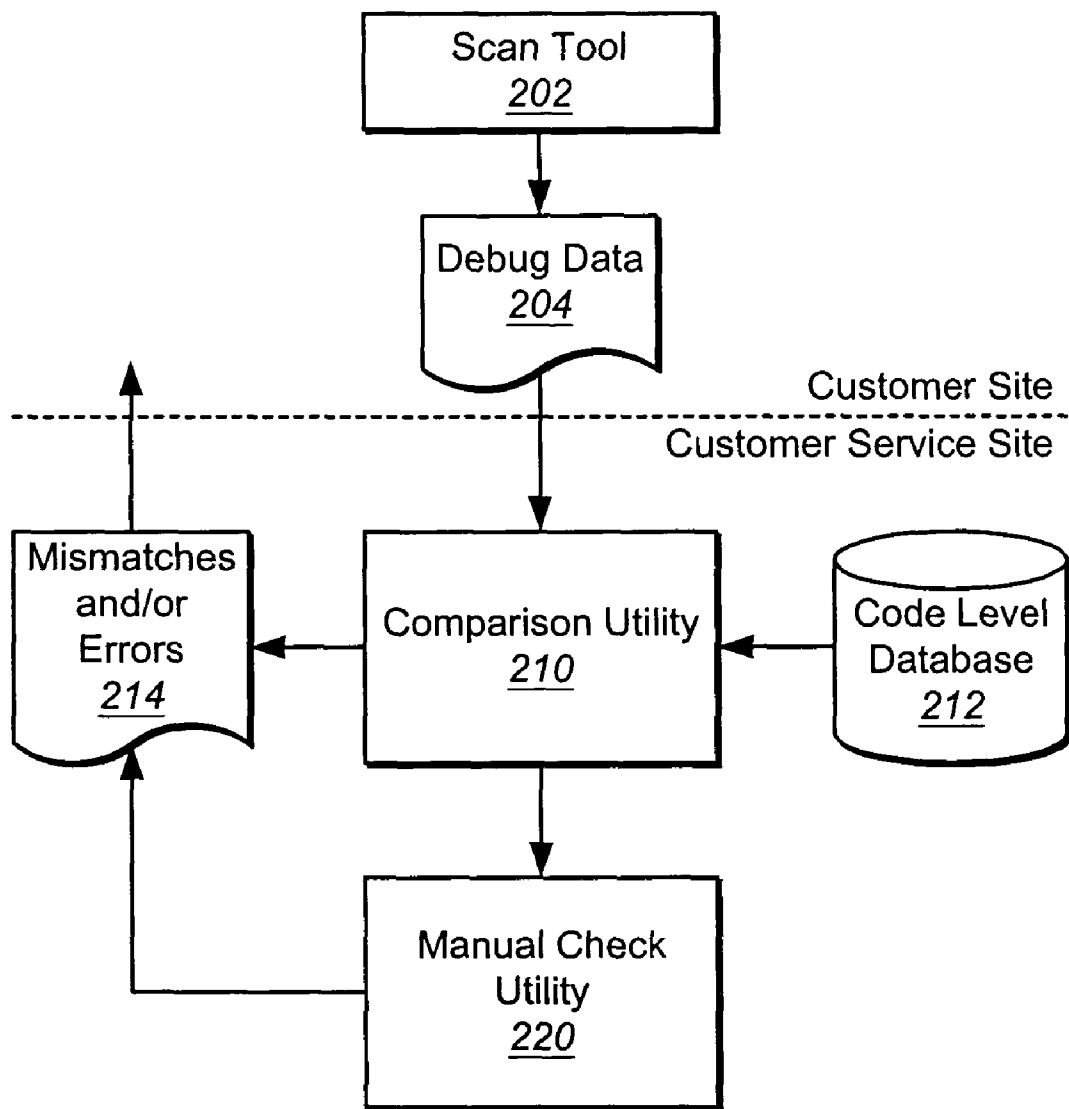 Scan Tool
202
Debug Data
204
Customer Site
Customer Service Site
Mismatches
and/or
Errors
214
Comparison Utility
210
Code Level
Database
212
Manual Check
Utility
220